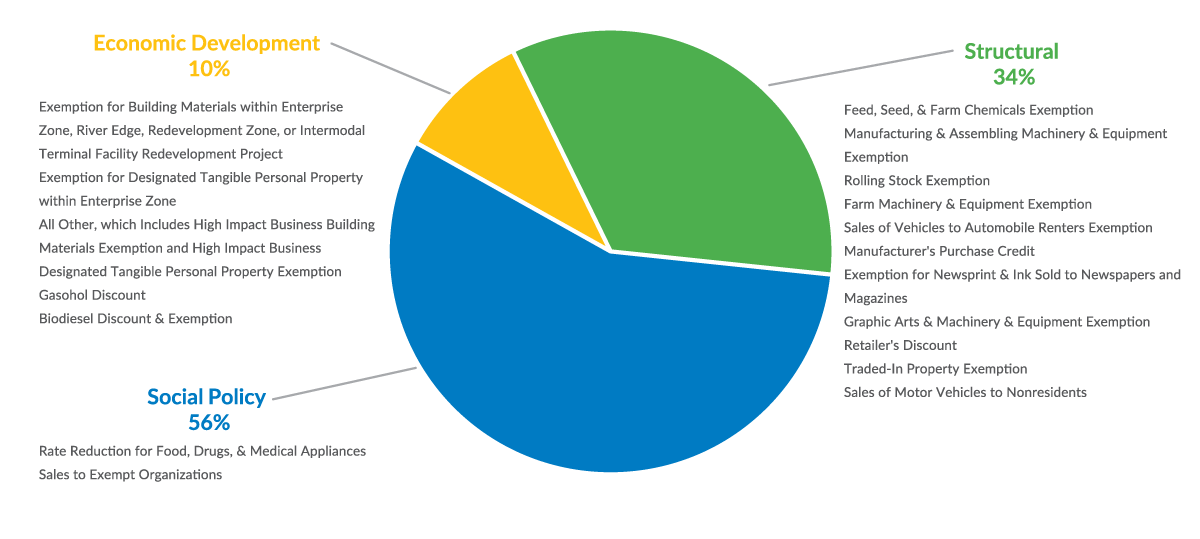 Economic Development
10%
Exemption for Building Materials within Enterprise
Zone, River Edge, Redevelopment Zone, or Intermodal
Terminal Facility Redevelopment Project
Exemption for Designated Tangible Personal Property
within Enterprise Zone
All Other, which Includes High Impact Business Building
Materials Exemption and High Impact Business
Designated Tangible Personal Property Exemption
Gasohol Discount
Biodiesel Discount & Exemption
Social Policy
56%
Rate Reduction for Food, Drugs, & Medical Appliances
Sales to Exempt Organizations
Structural
34%
Feed, Seed, & Farm Chemicals Exemption
Manufacturing & Assembling Machinery & Equipment
Exemption
Rolling Stock Exemption
Farm Machinery & Equipment Exemption
Sales of Vehicles to Automobile Renters Exemption
Manufacturer's Purchase Credit
Exemption for Newsprint & Ink Sold to Newspapers and
Magazines
Graphic Arts & Machinery & Equipment Exemption
Retailer's Discount
Traded-In Property Exemption
Sales of Motor Vehicles to Nonresidents